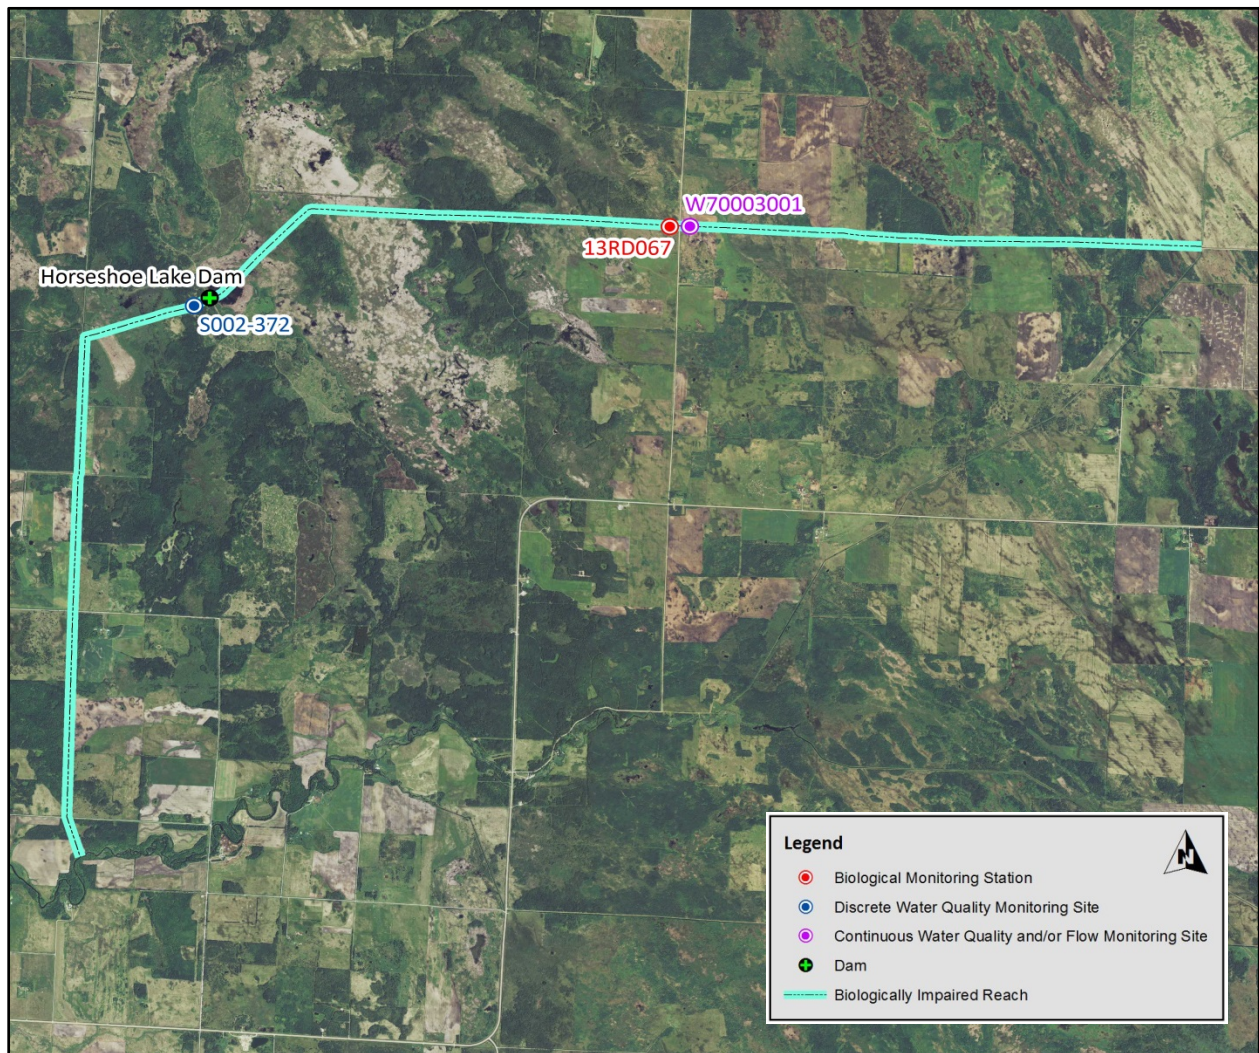 W70003001
13RD067
Horseshoe Lake Dam
S002-372
Legend
N
Biological Monitoring Station
Discrete Water Quality Monitoring Site
Continuous Water Quality and/or Flow Monitoring Site
Dam
Biologically Impaired Reach